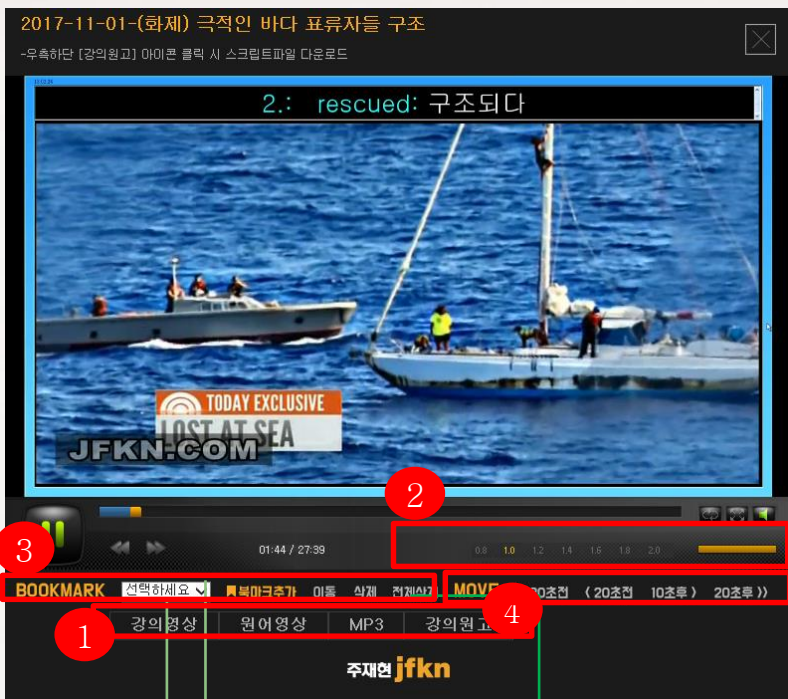 2017-11-01-(화제) 극적인 바다 표류자들 구조
-우측하단 [강의원고] 아이콘 클릭 시 스크립트파일 다운로드
2.: rescued: 구조되다
TODAY EXCLUSIVE
LOST AT SEA
JFKN.COM
2
3
01:44 / 27:39
0.8 1.0 1.2 1.4 1.6 1.8 2.0
BOOKMARK 선택하세요 북마크추가 이동 삭제 전체삭제 MOVE 20초전 10초후 20초후
4
1
강의영상 원어영상 MP3 강의원고
주재현 jfkn